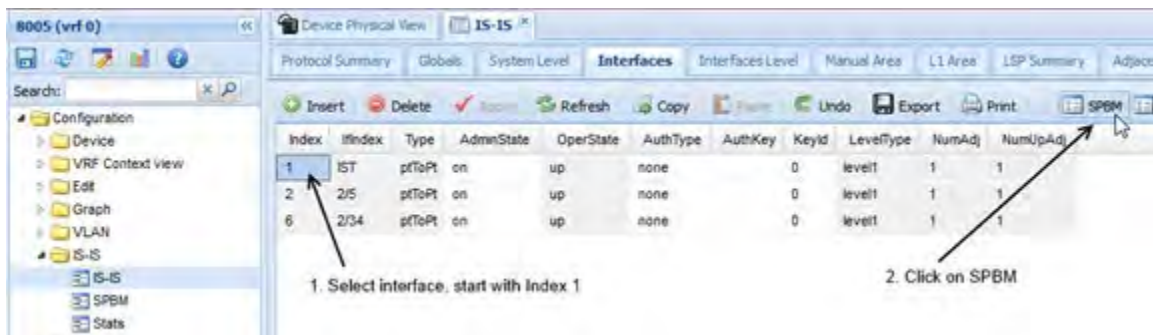 8005 (vrf 0)
Device Physical View
IS-IS
Protocol Summary
Globals
System Level
Interfaces
Interfaces Level
Manual Area
L1 Area
LSP Summary
Adjace
Search:
Insert
Delete
Refresh
Copy
Undo
Export
Print
SPBM
Index IfIndex Type AdminState OperState AuthType AuthKey KeyId LevelType NumAdj NumUpAdj
1 IST ptToPt on up none 0 level1 1 1
2 2/5 ptToPt on up none 0 level1 1 1
6 2/34 ptToPt on up none 0 level1 1 1
Configuration
Device
VRF Context view
Edit
Graph
VLAN
IS-IS
IS-IS
SPBM
Stats
1. Select interface, start with Index 1
2. Click on SPBM